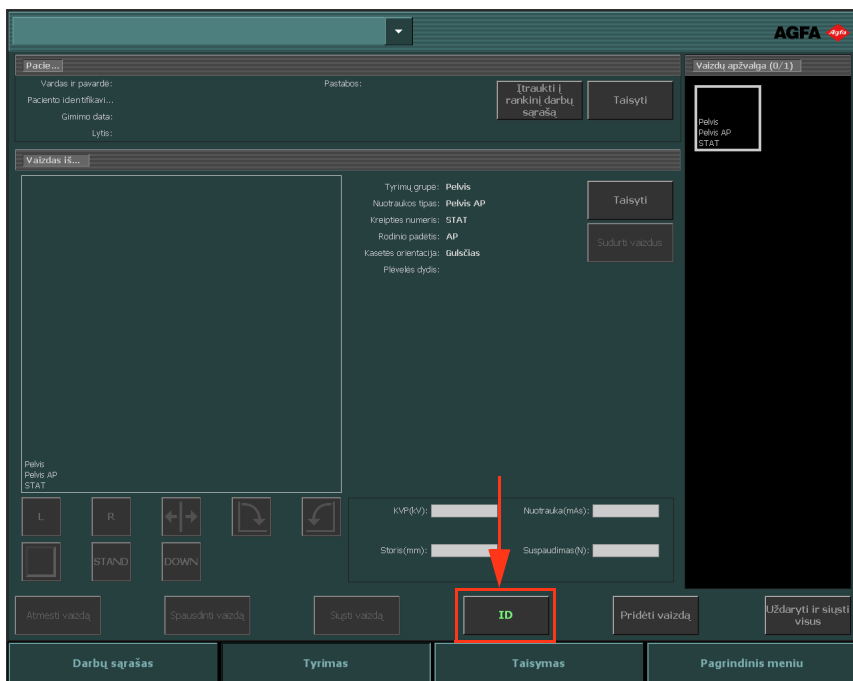 AGFA Agfa
Pacie...
Vardas ir pavardė:
Pastabos:
Paciento identifikavi...
Gimimo data:
Lytis:
Įtraukti į
rankinį darbų
sąrašą
Taisyti
Vaizdų apžvalga (0/1)
Pelvis
Pelvis AP
STAT
Vaizdas iš...
Tyrimų grupė: Pelvis
Nuotraukos tipas: Pelvis AP
Kreipties numeris: STAT
Rodinio padėtis: AP
Kasetės orientacija: Gulsčias
Plėvelės dydis:
Taisyti
Sudurti vaizdus
Pelvis
Pelvis AP
STAT
L
R
STAND
DOWN
KVP(kV):
Nuotrauka(mAs):
Storis(mm):
Suspaudimas(N):
Atmesti vaizdą
Spausdinti vaizdą
Siųsti vaizdą
ID
Pridėti vaizdą
Uždaryti ir siųsti
visus
Darbų sąrašas
Tyrimas
Taisymas
Pagrindinis meniu